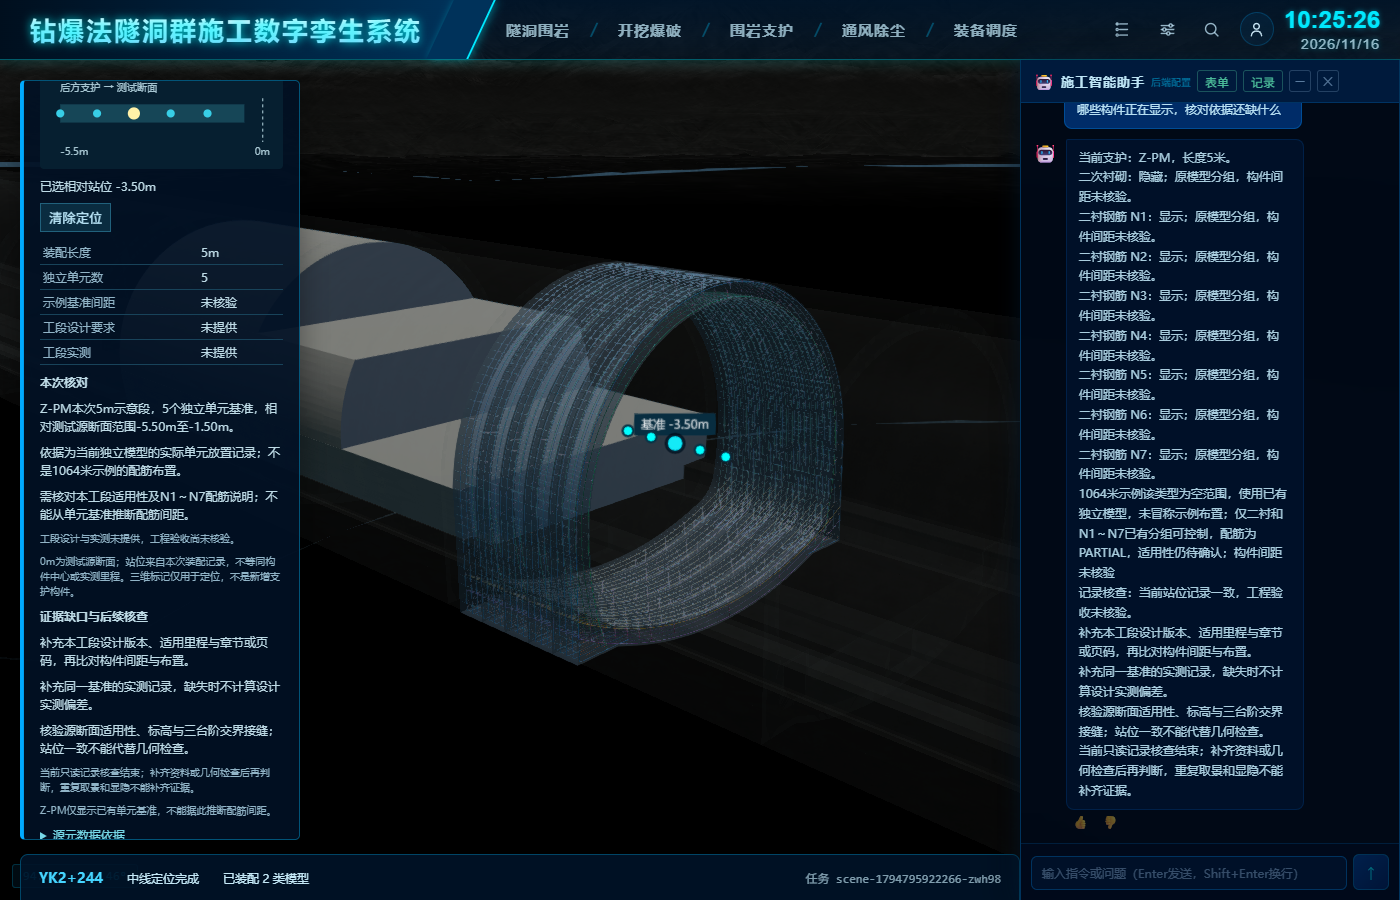 钻爆法隧洞群施工数字孪生系统
隧洞围岩 / 开挖爆破 / 围岩支护 / 通风除尘 / 装备调度
10:25:26
2026/11/16
后方支护 → 测试断面
-5.5m 0m
已选相对站位 -3.50m
清除定位
装配长度 5m
独立单元数 5
示例基准间距 未核验
工段设计要求 未提供
工段实测 未提供
本次核对
Z-PM本次5m示意段，5个独立单元基准，相
对测试源断面范围-5.50m至-1.50m。
依据为当前独立模型的实际单元放置记录；不
是1064米示例的配筋布置。
需核对本工段适用性及N1～N7配筋说明；不
能从单元基准推断配筋间距。
工段设计与实测未提供，工程验收尚未核验。
0m为测试源断面；站位来自本次装配记录，不等同构
件中心或实测里程。三维标记仅用于定位，不是新增支
护构件。
证据缺口与后续核查
补充本工段设计版本、适用里程与章节或页
码，再比对构件间距与布置。
补充同一基准的实测记录，缺失时不计算设计
实测偏差。
核验源断面适用性、标高与三台阶交界接缝；
站位一致不能代替几何检查。
当前只读记录核查结束；补齐资料或几何检查后再判
断，重复取景和显隐不能补齐证据。
Z-PM仅显示已有单元基准，不能据此推断配筋间距。
▶ 源元数据依据
基准 -3.50m
YK2+244 中线定位完成 已装配 2 类模型
任务 scene-1794795922266-zwh98
施工智能助手 后端配置 表单 记录
哪些构件正在显示，核对依据还缺什么
当前支护：Z-PM，长度5米。
二次衬砌：隐藏；原模型分组，构件间
距未核验。
二衬钢筋 N1：显示；原模型分组，构
件间距未核验。
二衬钢筋 N2：显示；原模型分组，构
件间距未核验。
二衬钢筋 N3：显示；原模型分组，构
件间距未核验。
二衬钢筋 N4：显示；原模型分组，构
件间距未核验。
二衬钢筋 N5：显示；原模型分组，构
件间距未核验。
二衬钢筋 N6：显示；原模型分组，构
件间距未核验。
二衬钢筋 N7：显示；原模型分组，构
件间距未核验。
1064米示例该类型为空范围，使用已有
独立模型，未冒称示例布置；仅二衬和
N1～N7已有分组可控制，配筋为
PARTIAL，适用性仍待确认；构件间距
未核验
记录核查：当前站位记录一致，工程验
收未核验。
补充本工段设计版本、适用里程与章节
或页码，再比对构件间距与布置。
补充同一基准的实测记录，缺失时不计
算设计实测偏差。
核验源断面适用性、标高与三台阶交界
接缝；站位一致不能代替几何检查。
当前只读记录核查结束；补齐资料或几
何检查后再判断，重复取景和显隐不能
补齐证据。
输入指令或问题（Enter发送，Shift+Enter换行）